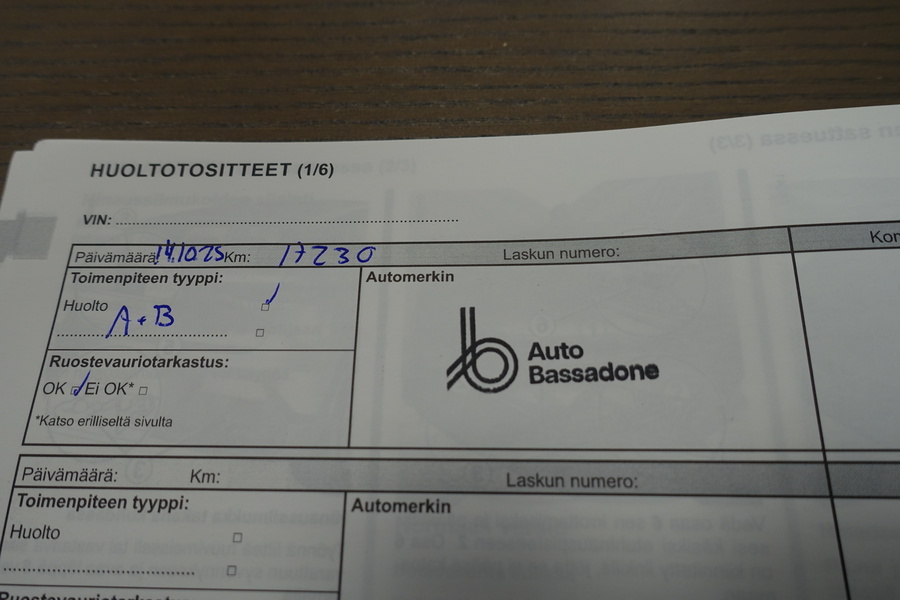 HUOLTOTOSITTEET (1/6)
VIN:
Päivämäärä: 14.10.25 Km: 17230 Laskun numero:
Toimenpiteen tyyppi:
Huolto
A + B
Ruostevauriotarkastus:
OK Ei OK*
*Katso erilliseltä sivulta
Automerkin
Auto
Bassadone
Päivämäärä: Km: Laskun numero:
Toimenpiteen tyyppi:
Huolto
Automerkin